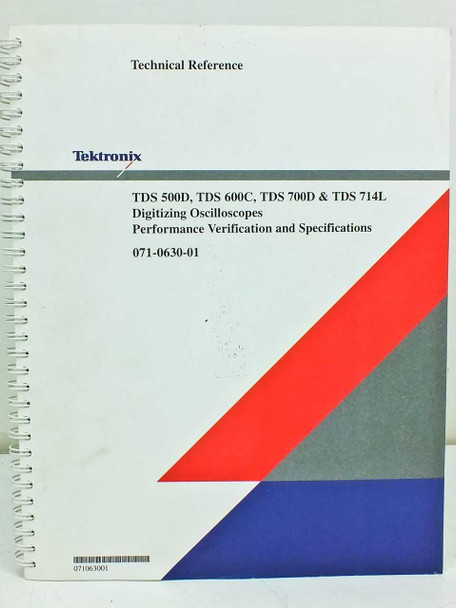 Technical Reference
Tektronix
TDS 500D, TDS 600C, TDS 700D & TDS 714L
Digitizing Oscilloscopes
Performance Verification and Specifications
071-0630-01
071063001